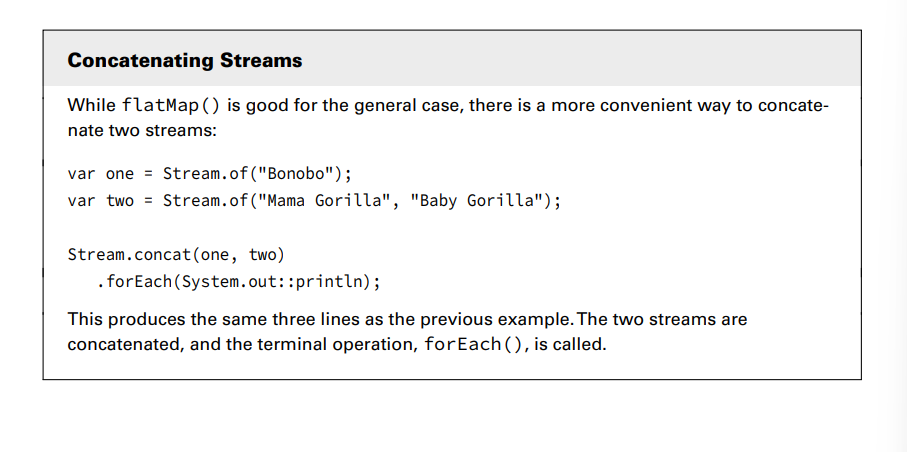 Concatenating Streams
While flatMap() is good for the general case, there is a more convenient way to concate-
nate two streams:
var one = Stream.of("Bonobo");
var two = Stream.of("Mama Gorilla", "Baby Gorilla");
Stream.concat(one, two)
   .forEach(System.out::println);
This produces the same three lines as the previous example. The two streams are
concatenated, and the terminal operation, forEach(), is called.